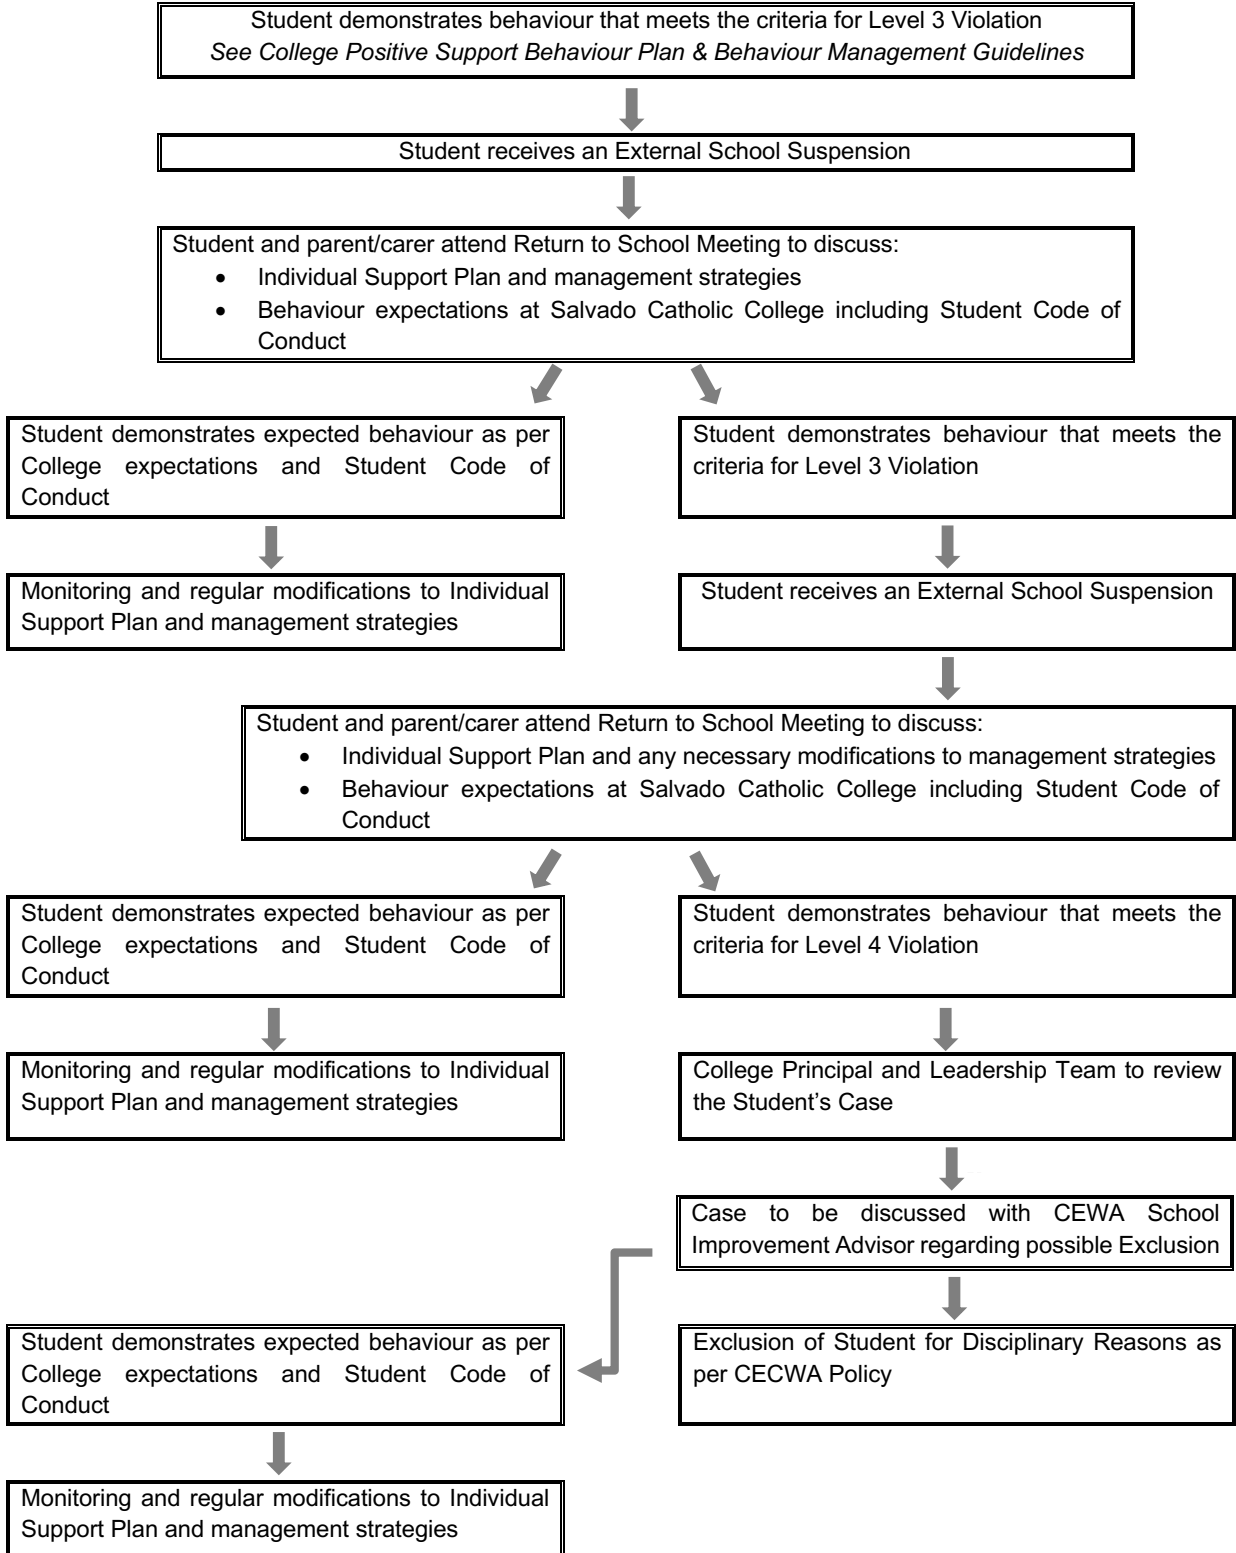 Student demonstrates behaviour that meets the criteria for Level 3 Violation
See College Positive Support Behaviour Plan & Behaviour Management Guidelines
Student receives an External School Suspension
Student and parent/carer attend Return to School Meeting to discuss:
• Individual Support Plan and management strategies
• Behaviour expectations at Salvado Catholic College including Student Code of
Conduct
Student demonstrates expected behaviour as per
College expectations and Student Code of
Conduct
Student demonstrates behaviour that meets the
criteria for Level 3 Violation
Monitoring and regular modifications to Individual
Support Plan and management strategies
Student receives an External School Suspension
Student and parent/carer attend Return to School Meeting to discuss:
• Individual Support Plan and any necessary modifications to management strategies
• Behaviour expectations at Salvado Catholic College including Student Code of
Conduct
Student demonstrates expected behaviour as per
College expectations and Student Code of
Conduct
Student demonstrates behaviour that meets the
criteria for Level 4 Violation
Monitoring and regular modifications to Individual
Support Plan and management strategies
College Principal and Leadership Team to review
the Student’s Case
Case to be discussed with CEWA School
Improvement Advisor regarding possible Exclusion
Student demonstrates expected behaviour as per
College expectations and Student Code of
Conduct
Exclusion of Student for Disciplinary Reasons as
per CECWA Policy
Monitoring and regular modifications to Individual
Support Plan and management strategies